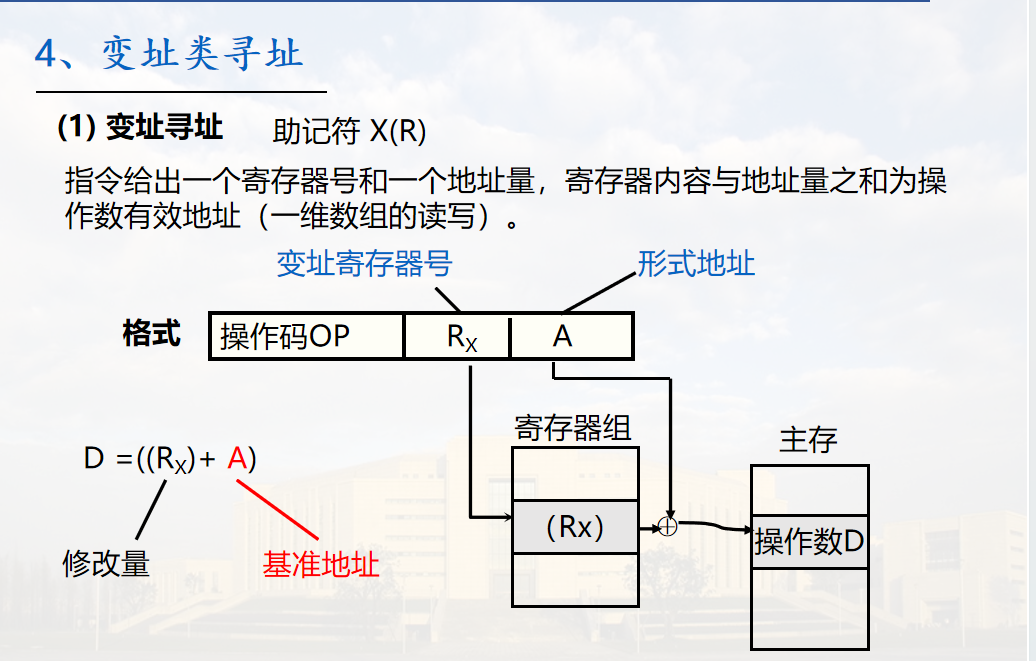 4、变址类寻址
(1) 变址寻址 助记符 X(R)
指令给出一个寄存器号和一个地址量，寄存器内容与地址量之和为操
作数有效地址（一维数组的读写）。
变址寄存器号 形式地址
格式 操作码OP RX A
寄存器组 主存
D =((RX)+ A)
（Rx） 操作数D
修改量 基准地址